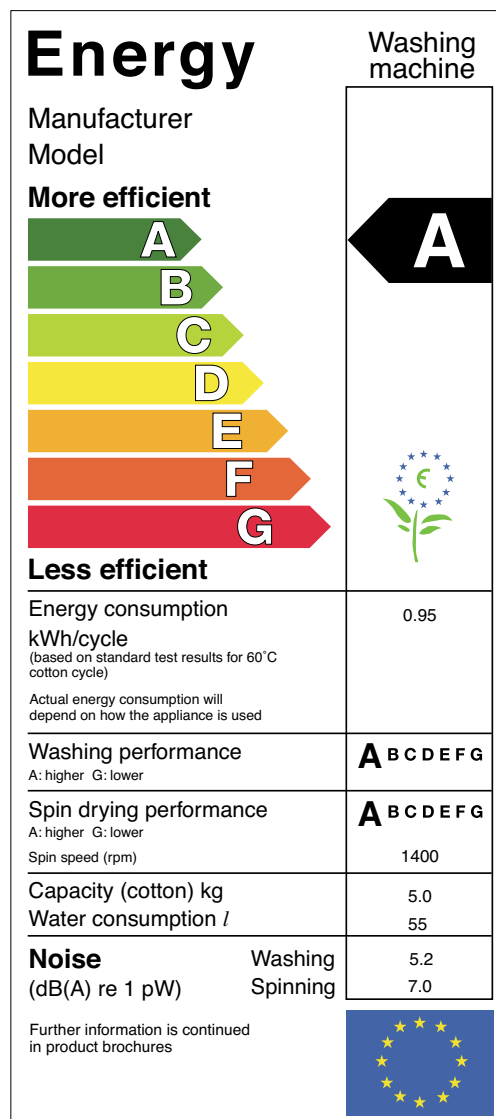 Energy
Washing
machine
Manufacturer
Model
More efficient
A
A
B
C
D
E
F
G
Less efficient
Energy consumption
0.95
kWh/cycle
(based on standard test results for 60˚C
cotton cycle)
Actual energy consumption will
depend on how the appliance is used
Washing performance
A B C D E F G
A: higher G: lower
Spin drying performance
A B C D E F G
A: higher G: lower
Spin speed (rpm)
1400
Capacity (cotton) kg
5.0
Water consumption l
55
Noise
Washing
5.2
(dB(A) re 1 pW)
Spinning
7.0
Further information is continued
in product brochures